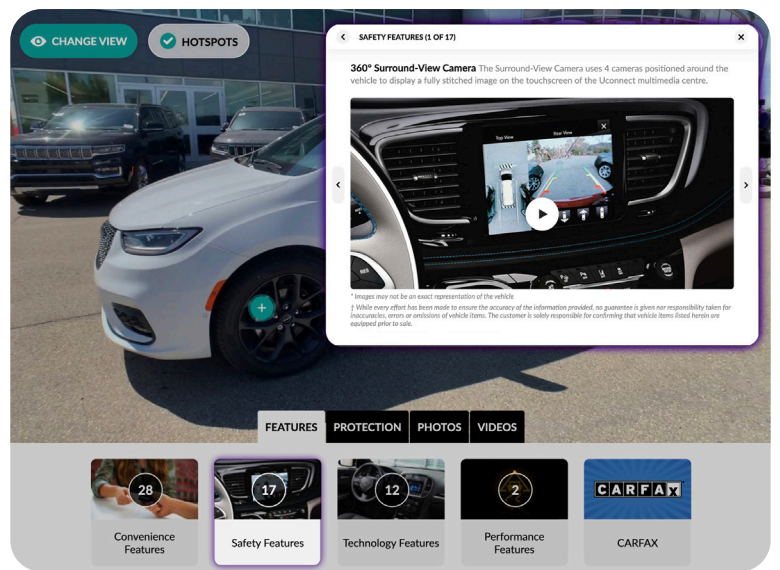 CHANGE VIEW
HOTSPOTS
SAFETY FEATURES (1 OF 17)
360° Surround-View Camera The Surround-View Camera uses 4 cameras positioned around the
vehicle to display a fully stitched image on the touchscreen of the Uconnect multimedia centre.
Top View
Rear View
* Images may not be an exact representation of the vehicle
† While every effort has been made to ensure the accuracy of the information provided, no guarantee is given nor responsibility taken for
inaccuracies, errors or omissions of vehicle items. The customer is solely responsible for confirming that vehicle items listed herein are
equipped prior to sale.
FEATURES
PROTECTION
PHOTOS
VIDEOS
28
17
12
2
CARFAX
Convenience
Features
Safety Features
Technology Features
Performance
Features
CARFAX